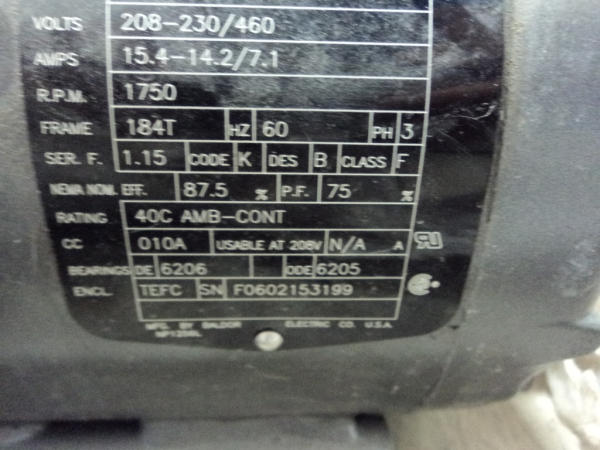 VOLTS 208-230/460
AMPS 15.4-14.2/7.1
R.P.M. 1750
FRAME 184T HZ 60 PH 3
SER. F. 1.15 CODE K DES B CLASS F
NEMA NOM. EFF. 87.5 % P.F. 75 %
RATING 40C AMB-CONT
CC 010A USABLE AT 208V N/A A
BEARINGS DE 6206 ODE 6205
ENCL. TEFC SN F0602153199
MFG. BY BALDOR ELECTRIC CO. U.S.A.